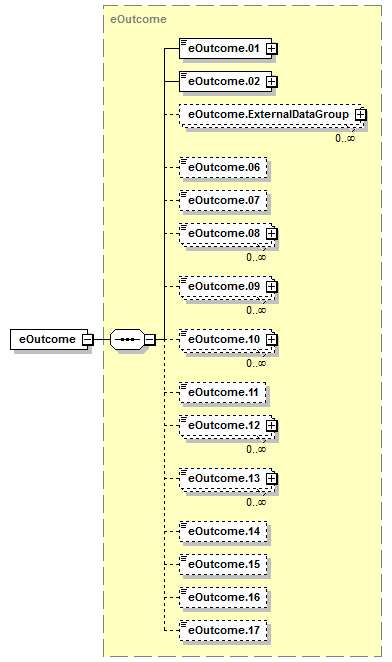 eOutcome
eOutcome.01
eOutcome.02
eOutcome.ExternalDataGroup
0..∞
eOutcome.06
eOutcome.07
eOutcome.08
0..∞
eOutcome.09
0..∞
eOutcome
eOutcome.10
0..∞
eOutcome.11
eOutcome.12
0..∞
eOutcome.13
0..∞
eOutcome.14
eOutcome.15
eOutcome.16
eOutcome.17